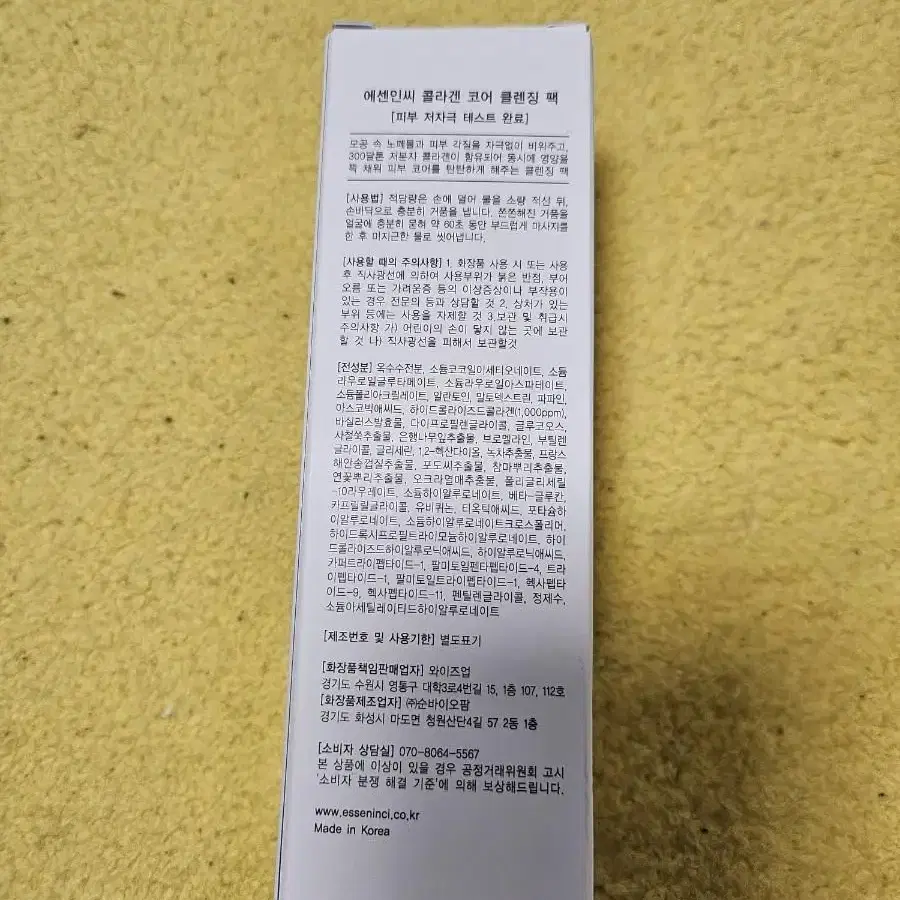 에센인씨 콜라겐 코어 클렌징 팩
[피부 저자극 테스트 완료]
모공 속 노폐물과 피부 각질을 자극없이 비워주고,
300달톤 저분자 콜라겐이 함유되어 동시에 영양을
꽉 채워 피부 코어를 탄탄하게 해주는 클렌징 팩
[사용법] 적당량은 손에 덜어 물을 소량 적신 뒤,
손바닥으로 충분히 거품을 냅니다. 쫀쫀해진 거품을
얼굴에 충분히 묻혀 약 60초 동안 부드럽게 마사지를
한 후 미지근한 물로 씻어냅니다.
[사용할 때의 주의사항] 1. 화장품 사용 시 또는 사용
후 직사광선에 의하여 사용부위가 붉은 반점, 부어
오름 또는 가려움증 등의 이상증상이나 부작용이
있는 경우 전문의 등과 상담할 것 2. 상처가 있는
부위 등에는 사용을 자제할 것 3.보관 및 취급시
주의사항 가) 어린이의 손이 닿지 않는 곳에 보관
할 것 나) 직사광선을 피해서 보관할것
[전성분] 옥수수전분, 소듐코코일이세티오네이트, 소듐
라우로일글루타메이트, 소듐라우로일아스파테이트,
소듐폴리아크릴레이트, 알란토인, 말토덱스트린, 파파인,
아스코빅애씨드, 하이드롤라이즈드콜라겐(1,000ppm),
바실러스발효물, 다이프로필렌글라이콜, 글루코오스,
사철쑥추출물, 은행나무잎추출물, 브로멜라인, 부틸렌
글라이콜, 글리세린, 1,2-헥산다이올, 녹차추출물, 프랑스
해안송껍질추출물, 포도씨추출물, 참마뿌리추출물,
연꽃뿌리추출물, 오크라열매추출물, 폴리글리세릴
-10라우레이트, 소듐하이알루로네이트, 베타-글루칸,
카프릴릴글라이콜, 유비퀴논, 티옥틱애씨드, 포타슘하
이알루로네이트, 소듐하이알루로네이트크로스폴리머,
하이드록시프로필트라이모늄하이알루로네이트, 하이
드롤라이즈드하이알루로닉애씨드, 하이알루로닉애씨드,
카퍼트라이펩타이드-1, 팔미토일펜타펩타이드-4, 트라
이펩타이드-1, 팔미토일트라이펩타이드-1, 헥사펩타
이드-9, 헥사펩타이드-11, 펜틸렌글라이콜, 정제수,
소듐아세틸레이티드하이알루로네이트
[제조번호 및 사용기한] 별도표기
[화장품책임판매업자] 와이즈업
경기도 수원시 영통구 대학3로4번길 15, 1층 107, 112호
[화장품제조업자] ㈜순바이오팜
경기도 화성시 마도면 청원산단4길 57 2동 1층
[소비자 상담실] 070-8064-5567
본 상품에 이상이 있을 경우 공정거래위원회 고시
'소비자 분쟁 해결 기준'에 의해 보상해드립니다.
www.esseninci.co.kr
Made in Korea